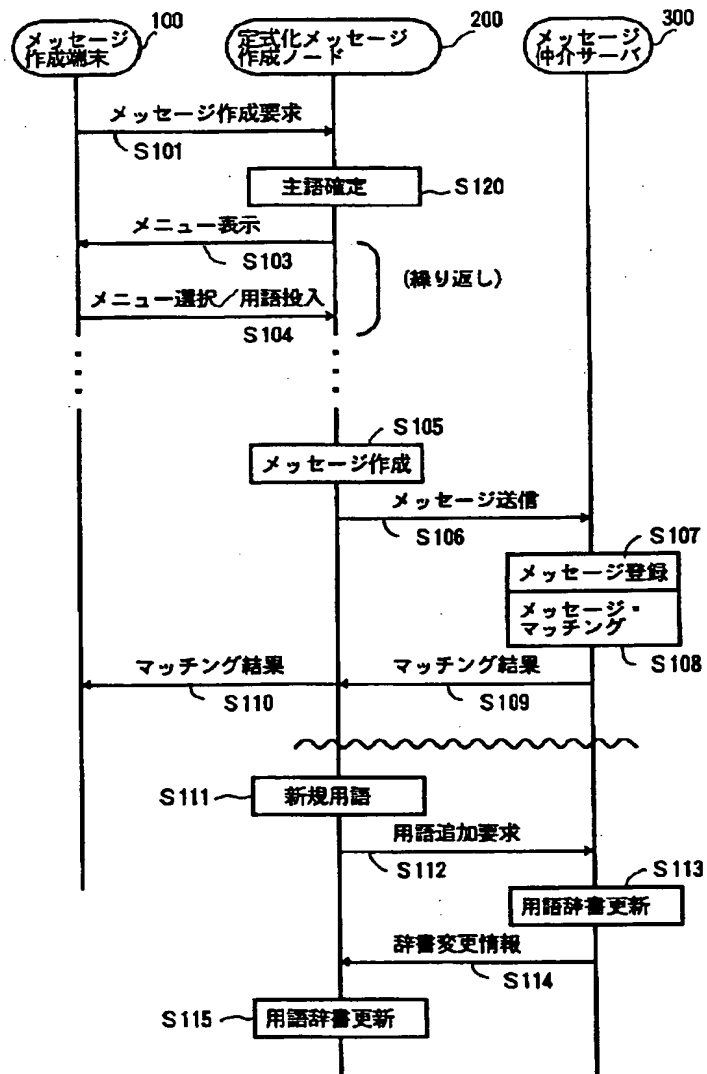 100
メッセージ
作成端末
200
定式化メッセージ
作成ノード
300
メッセージ
仲介サーバ
メッセージ作成要求
S101
主語確定
S120
メニュー表示
S103
(繰り返し)
メニュー選択/用語投入
S104
S105
メッセージ作成
メッセージ送信
S106
S107
メッセージ登録
メッセージ・
マッチング
S108
マッチング結果
S110
マッチング結果
S109
S111
新規用語
用語追加要求
S112
S113
用語辞書更新
辞書変更情報
S114
S115
用語辞書更新